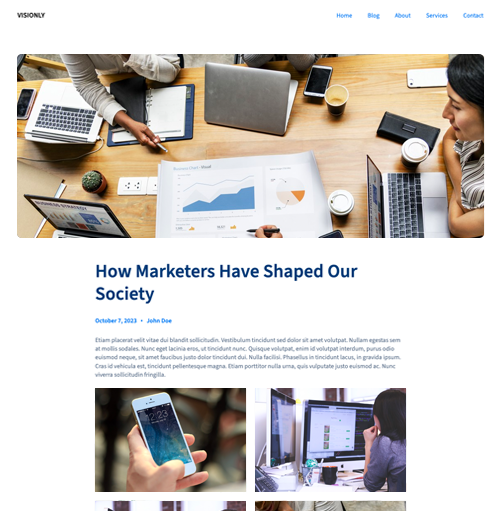 VISIONLY
Home Blog About Services Contact
BUSINESS STRATEGY
How Marketers Have Shaped Our
Society
October 7, 2023 • John Doe
Etiam placerat velit vitae dui blandit sollicitudin. Vestibulum tincidunt sed dolor sit amet volutpat. Nullam egestas sem
at mollis sodales. Nunc eget lacinia eros, ut tincidunt nunc. Quisque volutpat, enim id volutpat interdum, purus odio
euismod neque, sit amet faucibus justo dolor tincidunt dui. Nulla facilisi. Phasellus in tincidunt lacus, in gravida ipsum.
Cras id vehicula est, tincidunt pellentesque magna. Etiam porttitor nulla urna, quis vulputate justo euismod ac. Nunc
viverra sollicitudin fringilla.
12:23